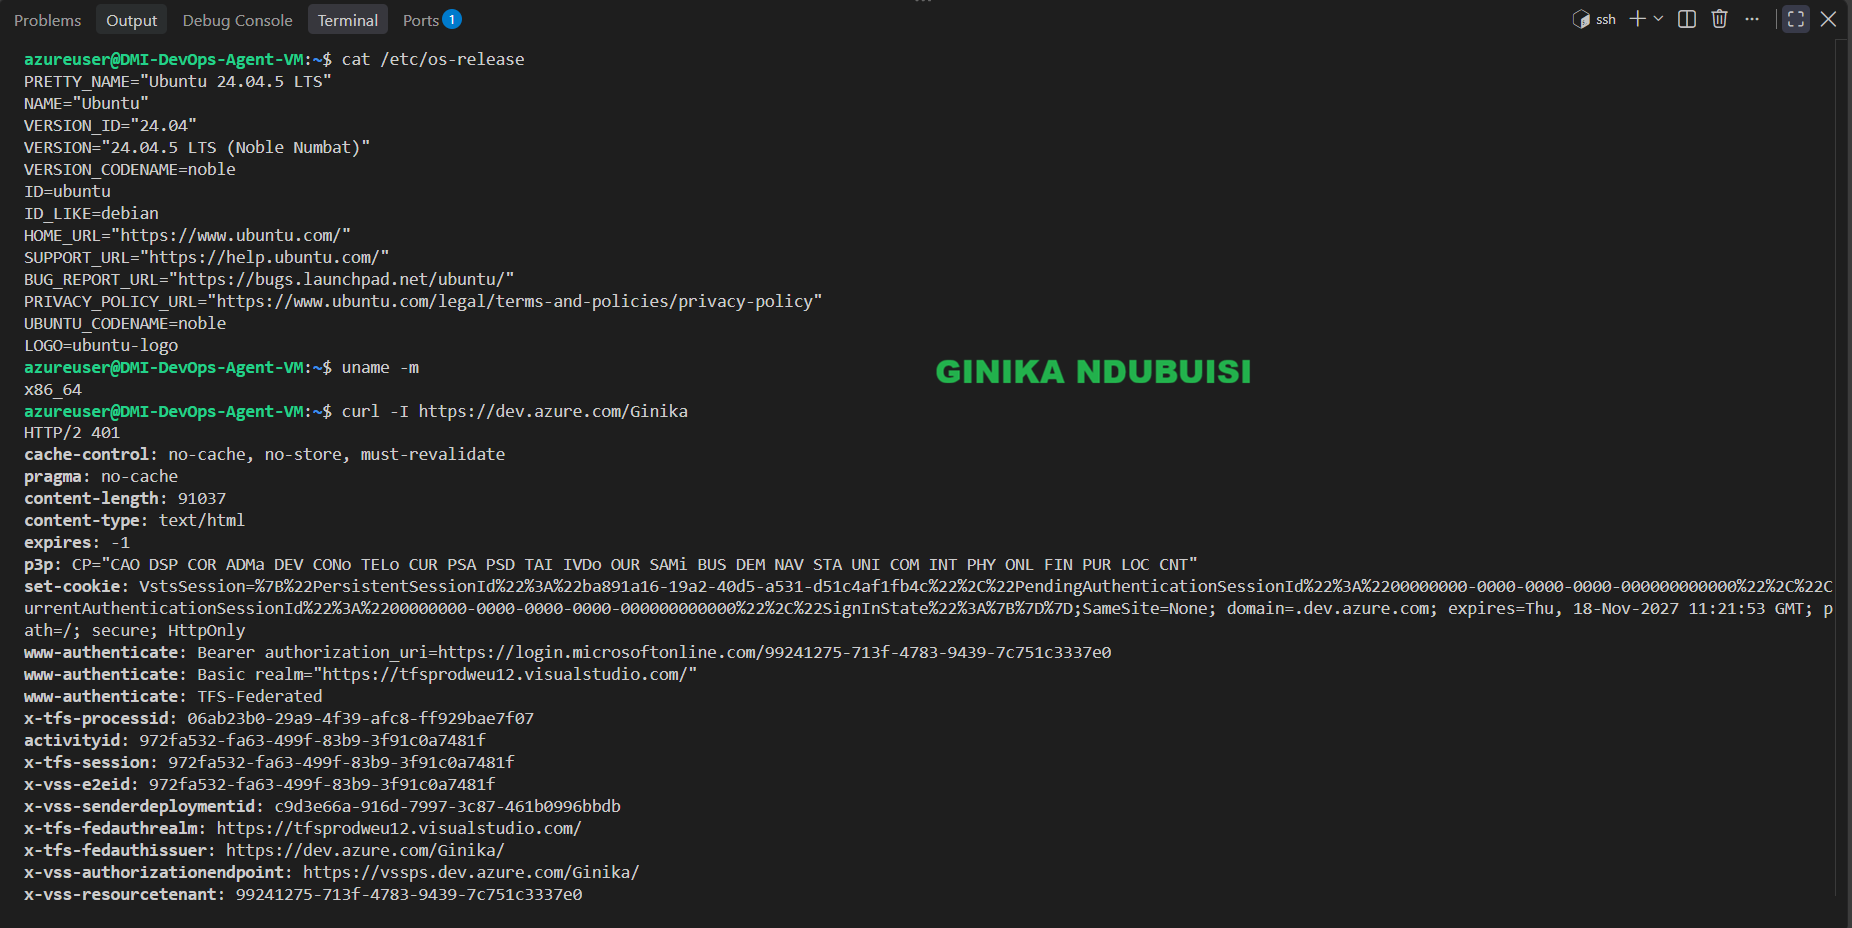 Problems Output Debug Console Terminal Ports 1 ssh
azureuser@DMI-DevOps-Agent-VM:~$ cat /etc/os-release
PRETTY_NAME="Ubuntu 24.04.5 LTS"
NAME="Ubuntu"
VERSION_ID="24.04"
VERSION="24.04.5 LTS (Noble Numbat)"
VERSION_CODENAME=noble
ID=ubuntu
ID_LIKE=debian
HOME_URL="https://www.ubuntu.com/"
SUPPORT_URL="https://help.ubuntu.com/"
BUG_REPORT_URL="https://bugs.launchpad.net/ubuntu/"
PRIVACY_POLICY_URL="https://www.ubuntu.com/legal/terms-and-policies/privacy-policy"
UBUNTU_CODENAME=noble
LOGO=ubuntu-logo
azureuser@DMI-DevOps-Agent-VM:~$ uname -m
GINIKA NDUBUISI
x86_64
azureuser@DMI-DevOps-Agent-VM:~$ curl -I https://dev.azure.com/Ginika
HTTP/2 401
cache-control: no-cache, no-store, must-revalidate
pragma: no-cache
content-length: 91037
content-type: text/html
expires: -1
p3p: CP="CAO DSP COR ADMa DEV CONo TELo CUR PSA PSD TAI IVDo OUR SAMi BUS DEM NAV STA UNI COM INT PHY ONL FIN PUR LOC CNT"
set-cookie: VstsSession=%7B%22PersistentSessionId%22%3A%22ba891a16-19a2-40d5-a531-d51c4af1fb4c%22%2C%22PendingAuthenticationSessionId%22%3A%2200000000-0000-0000-0000-000000000000%22%2C%22C
urrentAuthenticationSessionId%22%3A%2200000000-0000-0000-0000-000000000000%22%2C%22SignInState%22%3A%7B%7D%7D;SameSite=None; domain=.dev.azure.com; expires=Thu, 18-Nov-2027 11:21:53 GMT; p
ath=/; secure; HttpOnly
www-authenticate: Bearer authorization_uri=https://login.microsoftonline.com/99241275-713f-4783-9439-7c751c3337e0
www-authenticate: Basic realm="https://tfsprodweu12.visualstudio.com/"
www-authenticate: TFS-Federated
x-tfs-processid: 06ab23b0-29a9-4f39-afc8-ff929bae7f07
activityid: 972fa532-fa63-499f-83b9-3f91c0a7481f
x-tfs-session: 972fa532-fa63-499f-83b9-3f91c0a7481f
x-vss-e2eid: 972fa532-fa63-499f-83b9-3f91c0a7481f
x-vss-senderdeploymentid: c9d3e66a-916d-7997-3c87-461b0996bbdb
x-tfs-fedauthrealm: https://tfsprodweu12.visualstudio.com/
x-tfs-fedauthissuer: https://dev.azure.com/Ginika/
x-vss-authorizationendpoint: https://vssps.dev.azure.com/Ginika/
x-vss-resourcetenant: 99241275-713f-4783-9439-7c751c3337e0